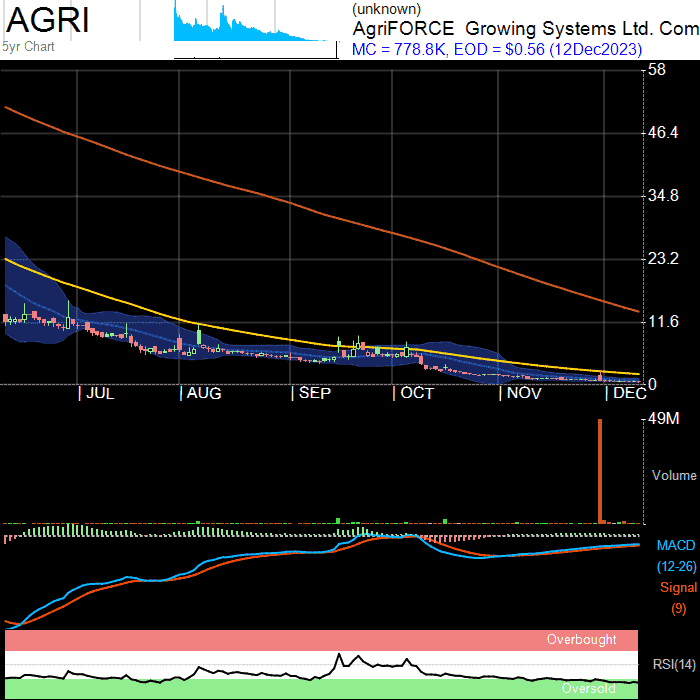 AGRI
5yr Chart
(unknown)
AgriFORCE Growing Systems Ltd. Com
MC = 778.8K, EOD = $0.56 (12Dec2023)
58
46.4
34.8
23.2
11.6
0
JUL AUG SEP OCT NOV DEC
49M
Volume
MACD
(12-26)
Signal
(9)
Overbought
RSI(14)
Oversold